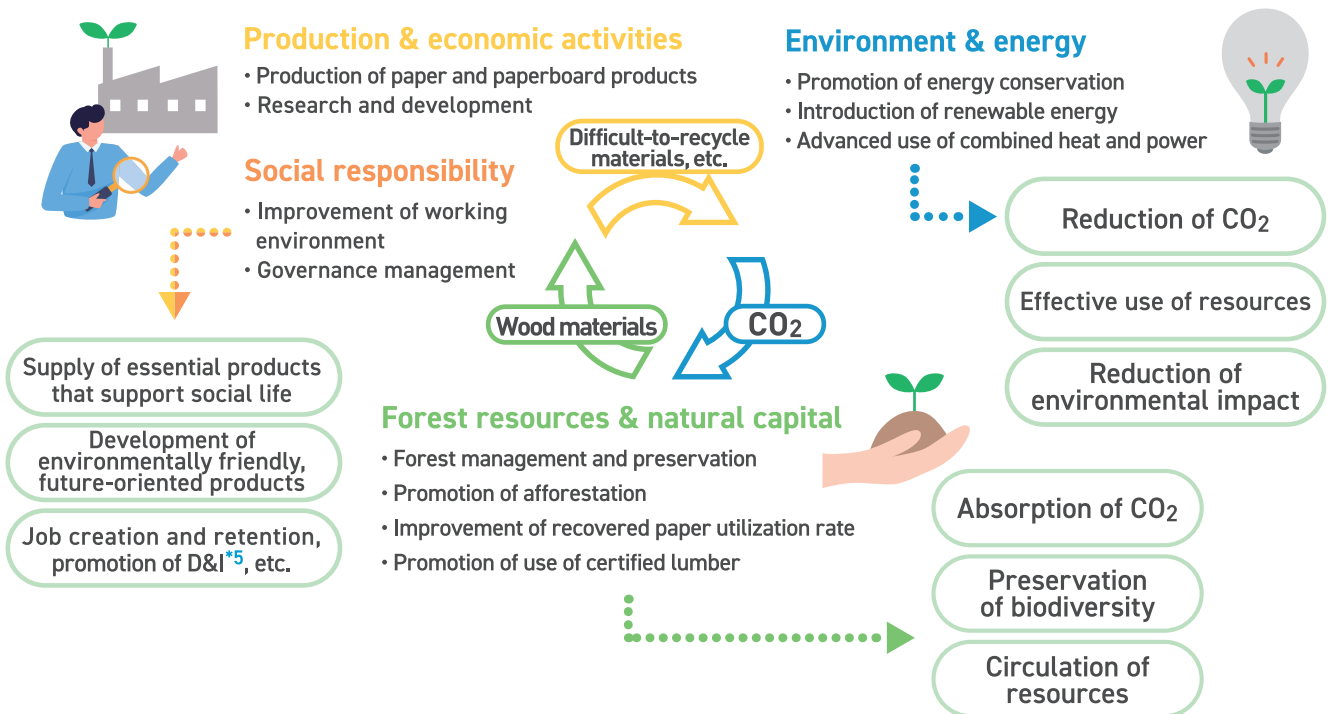 Production & economic activities
・Production of paper and paperboard products
・Research and development
Social responsibility
・Improvement of working
environment
・Governance management
Supply of essential products
that support social life
Development of
environmentally friendly,
future-oriented products
Job creation and retention,
promotion of D&I*5, etc.
Difficult-to-recycle
materials, etc.
Wood materials
CO2
Environment & energy
・Promotion of energy conservation
・Introduction of renewable energy
・Advanced use of combined heat and power
Reduction of CO2
Effective use of resources
Reduction of
environmental impact
Forest resources & natural capital
・Forest management and preservation
・Promotion of afforestation
・Improvement of recovered paper utilization rate
・Promotion of use of certified lumber
Absorption of CO2
Preservation
of biodiversity
Circulation of
resources